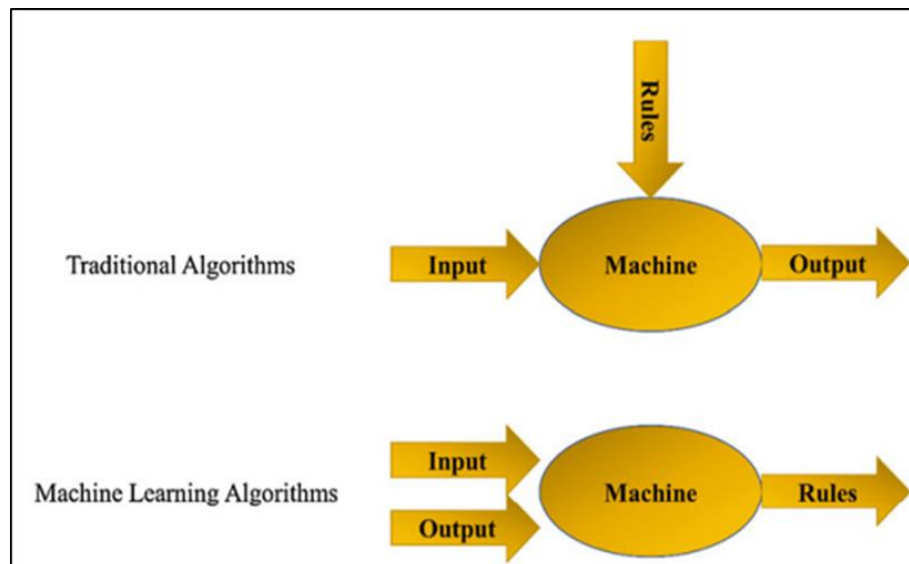 Rules
Traditional Algorithms
Input
Machine
Output
Machine Learning Algorithms
Input
Output
Machine
Rules